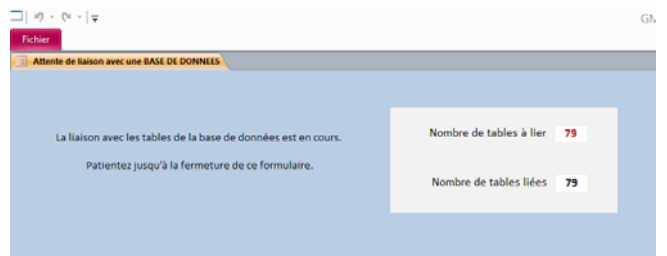 GM
Fichier
Attente de liaison avec une BASE DE DONNEES
La liaison avec les tables de la base de données est en cours.
Patientez jusqu'à la fermeture de ce formulaire.
Nombre de tables à lier 79
Nombre de tables liées 79